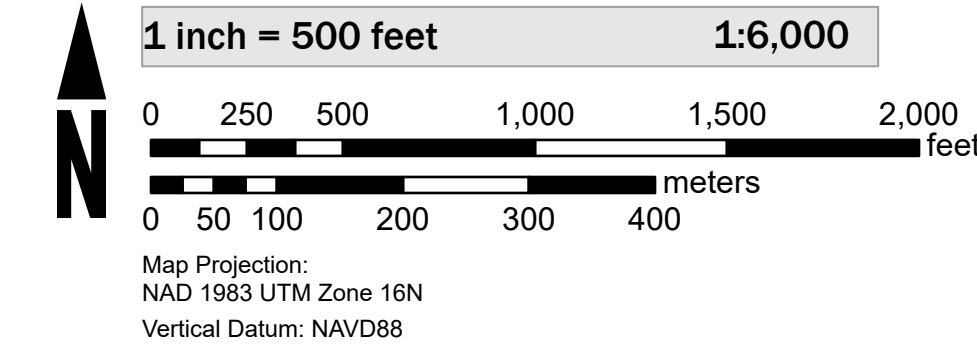 1 inch = 500 feet 1:6,000
0 250 500 1,000 1,500 2,000
feet
meters
0 50 100 200 300 400
N
Map Projection:
NAD 1983 UTM Zone 16N
Vertical Datum: NAVD88